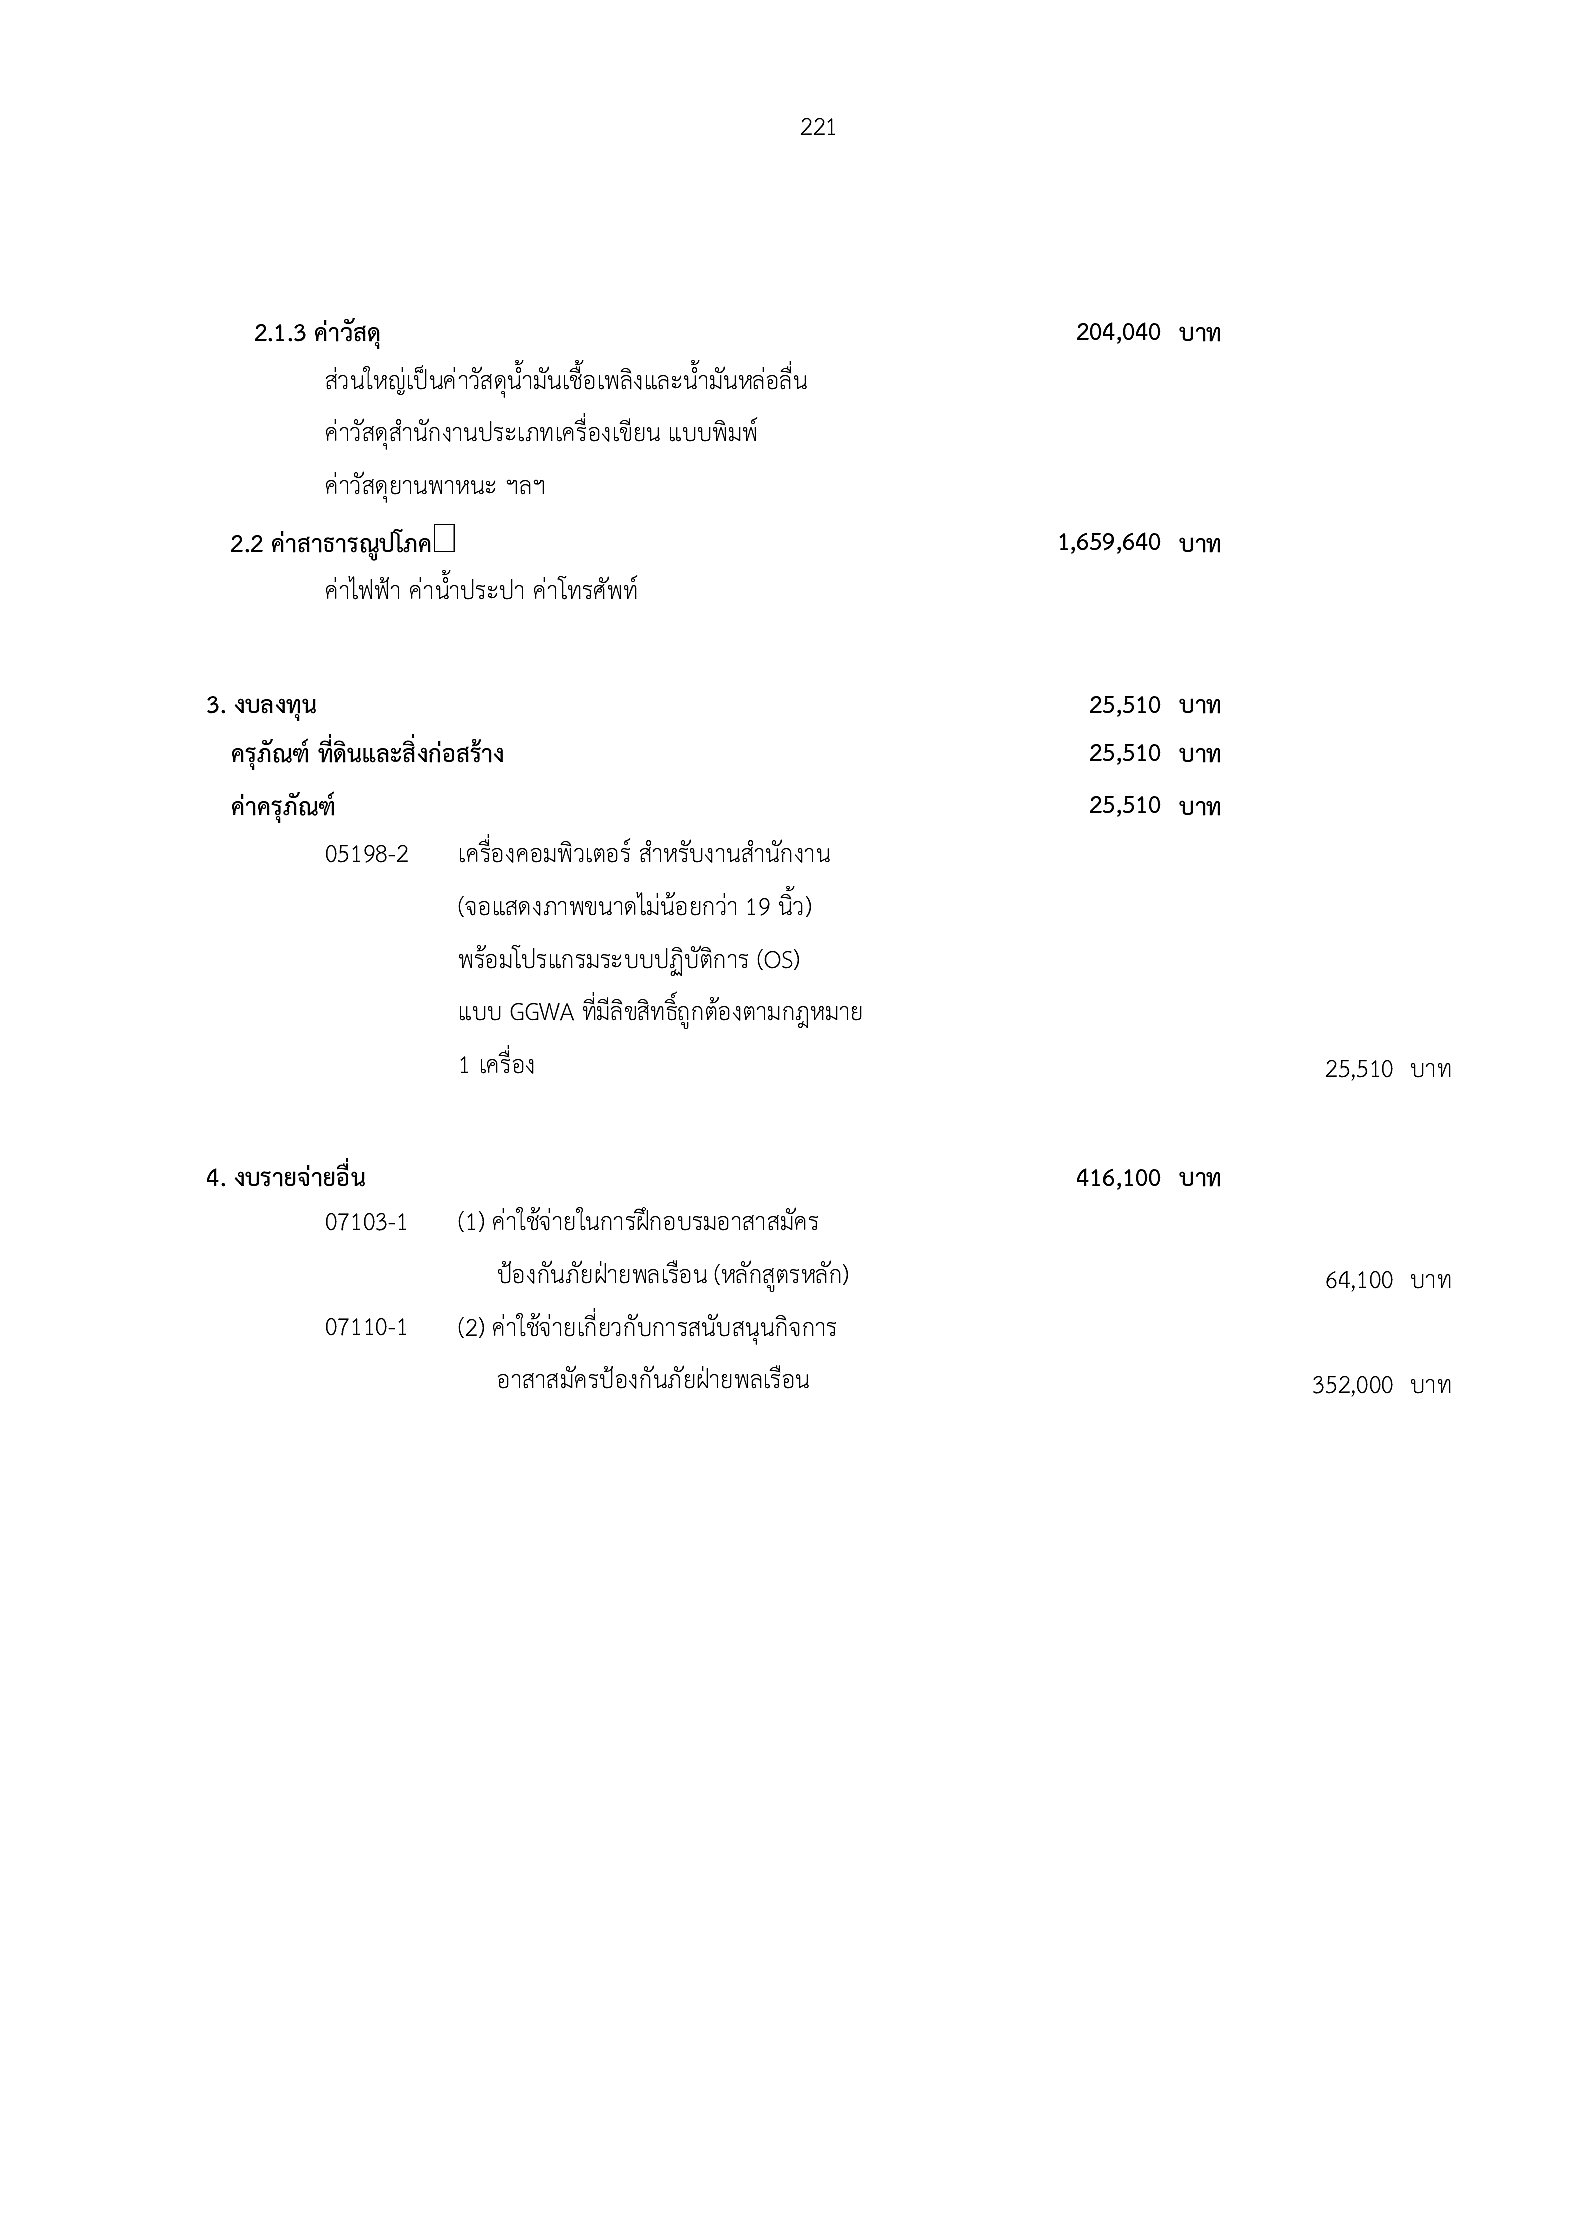 221
2.1.3 ค่าวัสดุ 204,040 บาท
ส่วนใหญ่เป็นค่าวัสดุน้ำมันเชื้อเพลิงและน้ำมันหล่อลื่น
ค่าวัสดุสำนักงานประเภทเครื่องเขียน แบบพิมพ์
ค่าวัสดุยานพาหนะ ฯลฯ
2.2 ค่าสาธารณูปโภค 1,659,640 บาท
ค่าไฟฟ้า ค่าน้ำประปา ค่าโทรศัพท์
3. งบลงทุน 25,510 บาท
ครุภัณฑ์ ที่ดินและสิ่งก่อสร้าง 25,510 บาท
ค่าครุภัณฑ์ 25,510 บาท
05198-2 เครื่องคอมพิวเตอร์ สำหรับงานสำนักงาน
(จอแสดงภาพขนาดไม่น้อยกว่า 19 นิ้ว)
พร้อมโปรแกรมระบบปฏิบัติการ (OS)
แบบ GGWA ที่มีลิขสิทธิ์ถูกต้องตามกฎหมาย
1 เครื่อง 25,510 บาท
4. งบรายจ่ายอื่น 416,100 บาท
07103-1 (1) ค่าใช้จ่ายในการฝึกอบรมอาสาสมัคร
ป้องกันภัยฝ่ายพลเรือน (หลักสูตรหลัก) 64,100 บาท
07110-1 (2) ค่าใช้จ่ายเกี่ยวกับการสนับสนุนกิจการ
อาสาสมัครป้องกันภัยฝ่ายพลเรือน 352,000 บาท